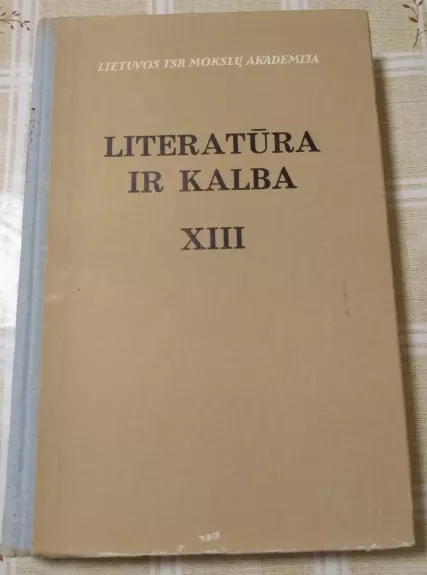 LIETUVOS TSR MOKSLŲ AKADEMIJA
LITERATŪRA
IR KALBA
XIII